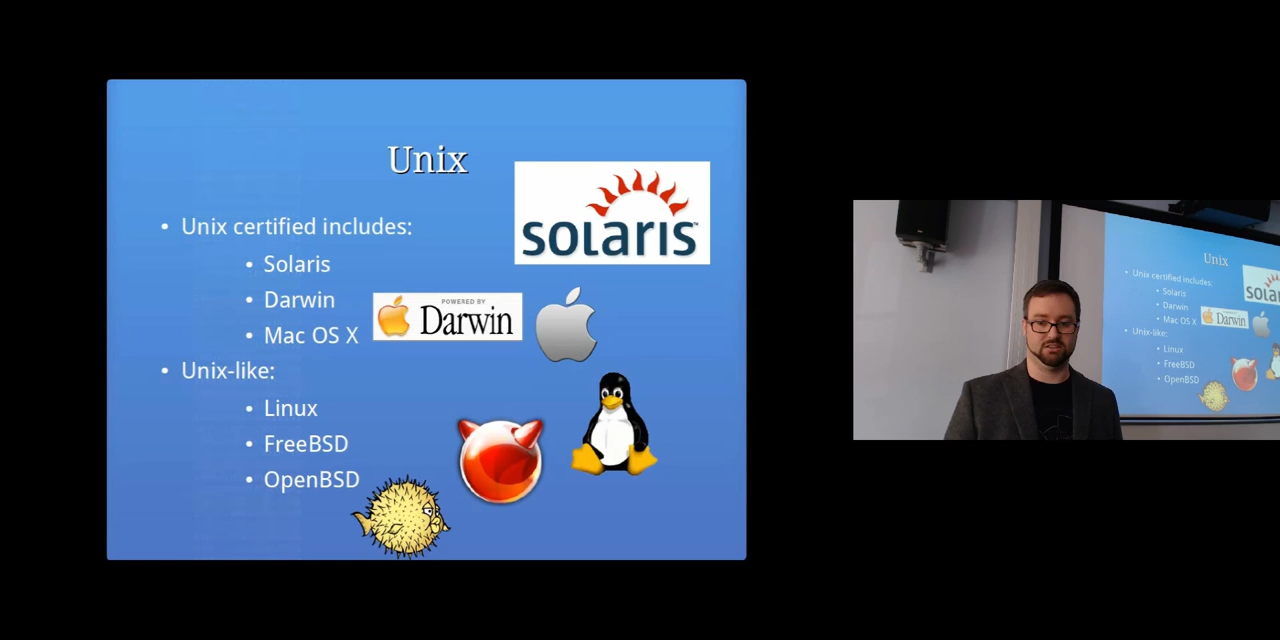 Unix
solaris™
• Unix certified includes:
• Solaris
• Darwin
• Mac OS X
POWERED BY
Darwin
• Unix-like:
• Linux
• FreeBSD
• OpenBSD
Unix
• Unix certified includes:
• Solaris
• Darwin
• Mac OS X
Darwin
• Unix-like:
• Linux
• FreeBSD
• OpenBSD